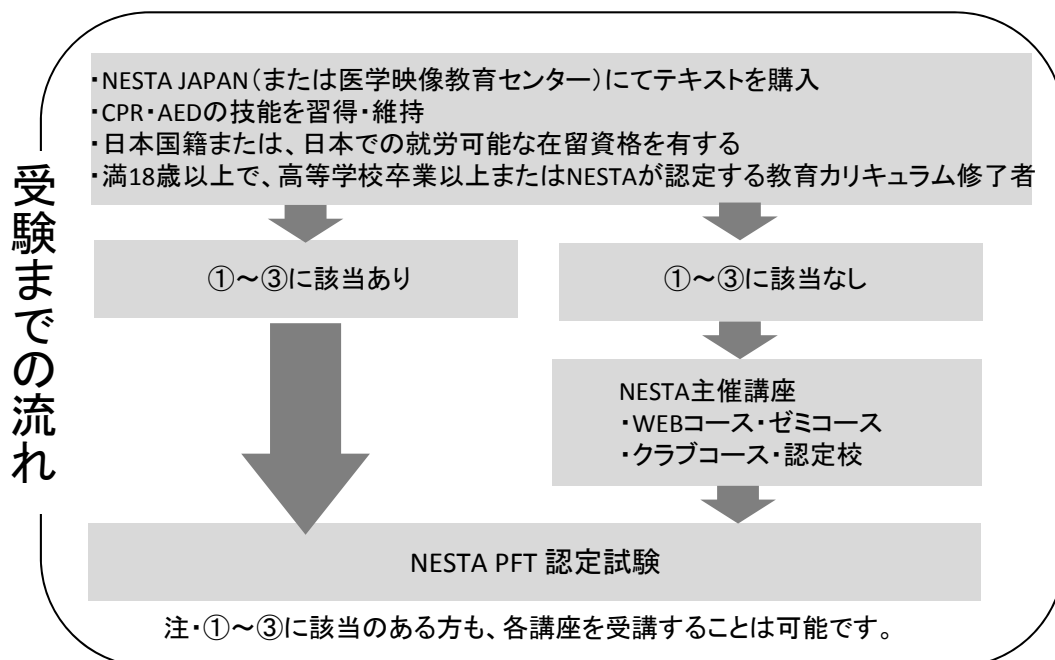 受験までの流れ
・NESTA JAPAN（または医学映像教育センター）にてテキストを購入
・CPR・AEDの技能を習得・維持
・日本国籍または、日本での就労可能な在留資格を有する
・満18歳以上で、高等学校卒業以上またはNESTAが認定する教育カリキュラム修了者
①～③に該当あり
①～③に該当なし
NESTA主催講座
・WEBコース・ゼミコース
・クラブコース・認定校
NESTA PFT 認定試験
注・①～③に該当のある方も、各講座を受講することは可能です。